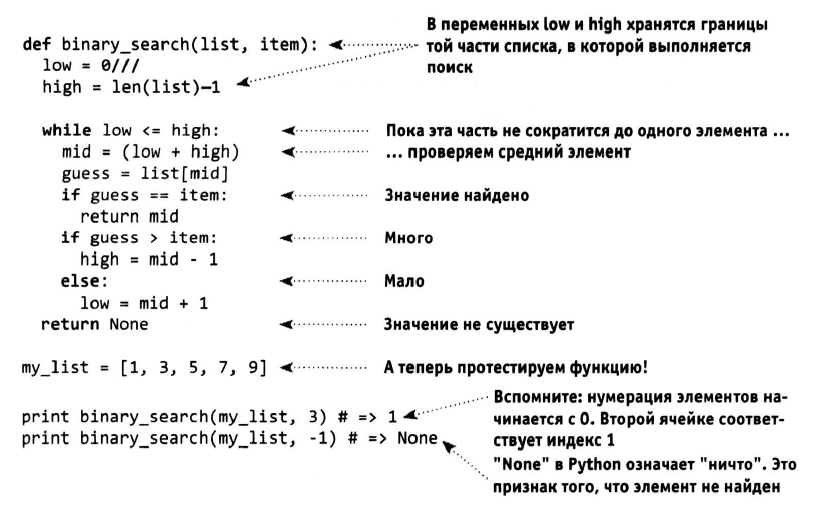 В переменных low и high хранятся границы
def binary_search(list, item): той части списка, в которой выполняется
low = 0/// поиск
high = len(list)—1
while low <= high: Пока эта часть не сократится до одного элемента ...
mid = (low + high) ... проверяем средний элемент
guess = list[mid]
if guess == item: Значение найдено
return mid
if guess > item: Много
high = mid - 1
else: Мало
low = mid + 1
return None Значение не существует
my_list = [1, 3, 5, 7, 9] А теперь протестируем функцию!
Вспомните: нумерация элементов на-
print binary_search(my_list, 3) # => 1 чинается с 0. Второй ячейке соответ-
print binary_search(my_list, -1) # => None ствует индекс 1
"None" в Python означает "ничто". Это
признак того, что элемент не найден